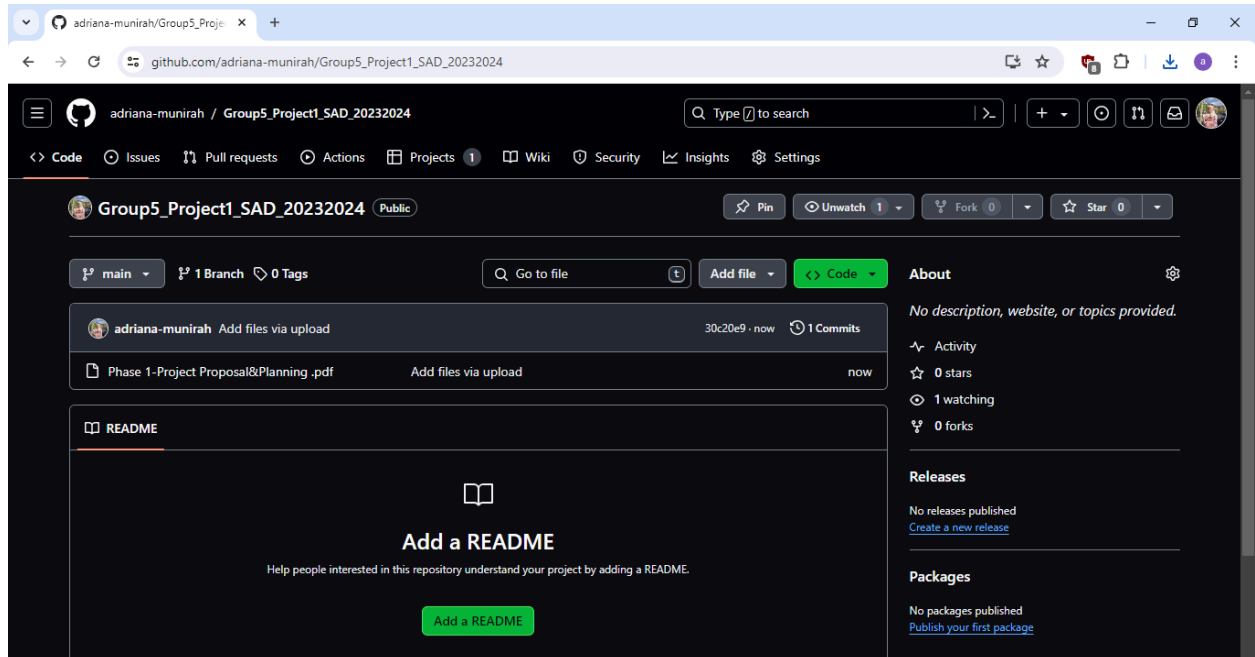 adriana-munirah/Group5_Proje
github.com/adriana-munirah/Group5_Project1_SAD_20232024
a
adriana-munirah / Group5_Project1_SAD_20232024
Type / to search
Code Issues Pull requests Actions Projects 1 Wiki Security Insights Settings
Group5_Project1_SAD_20232024 Public
Pin Unwatch 1 Fork 0 Star 0
main 1 Branch 0 Tags Go to file t Add file Code
adriana-munirah Add files via upload 30c20e9 · now 1 Commits
Phase 1-Project Proposal&Planning .pdf Add files via upload now
README
Add a README
Help people interested in this repository understand your project by adding a README.
Add a README
About
No description, website, or topics provided.
Activity
0 stars
1 watching
0 forks
Releases
No releases published
Create a new release
Packages
No packages published
Publish your first package